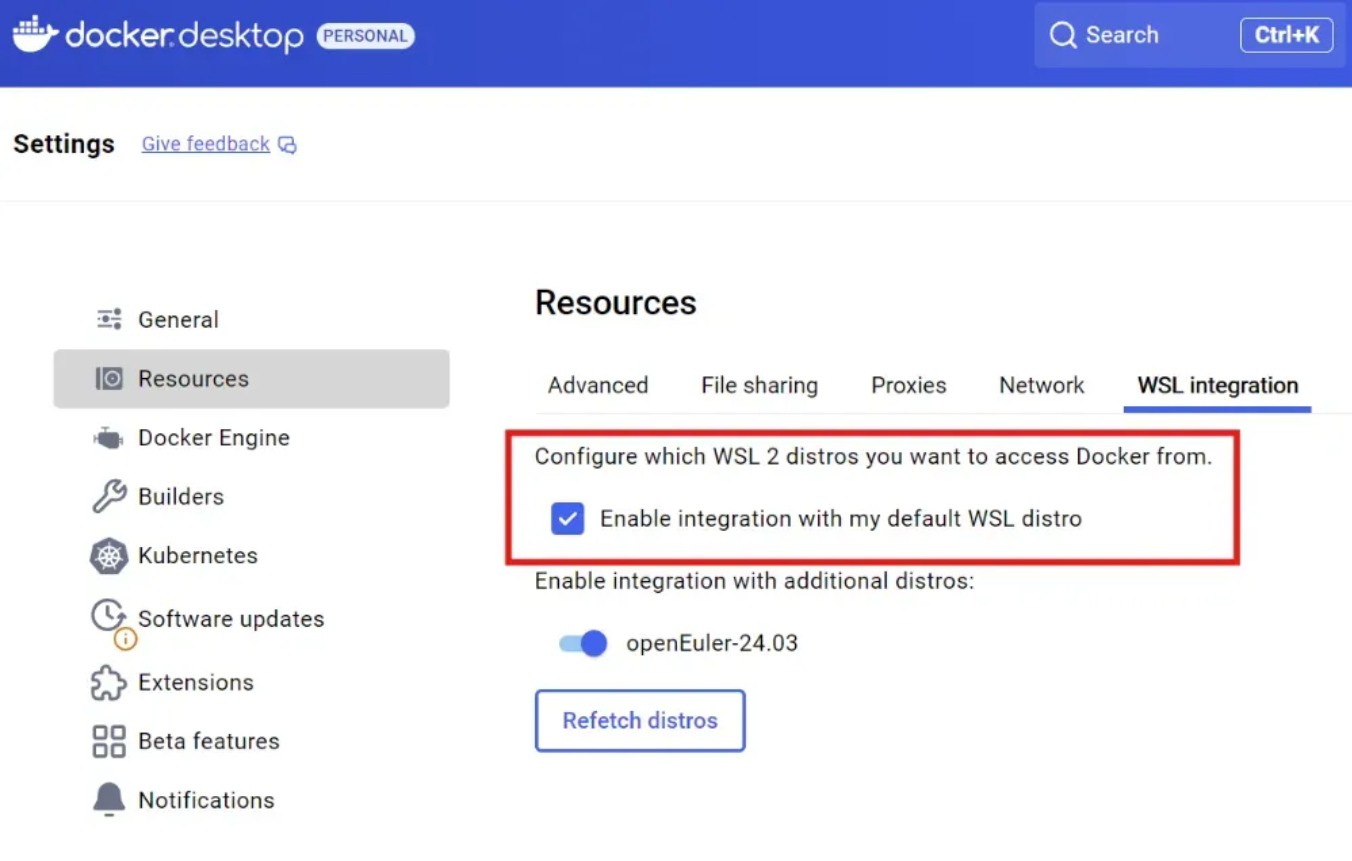 docker.desktop PERSONAL
Search Ctrl+K
Settings Give feedback
General
Resources
Docker Engine
Builders
Kubernetes
Software updates
Extensions
Beta features
Notifications
Resources
Advanced File sharing Proxies Network WSL integration
Configure which WSL 2 distros you want to access Docker from.
Enable integration with my default WSL distro
Enable integration with additional distros:
openEuler-24.03
Refetch distros